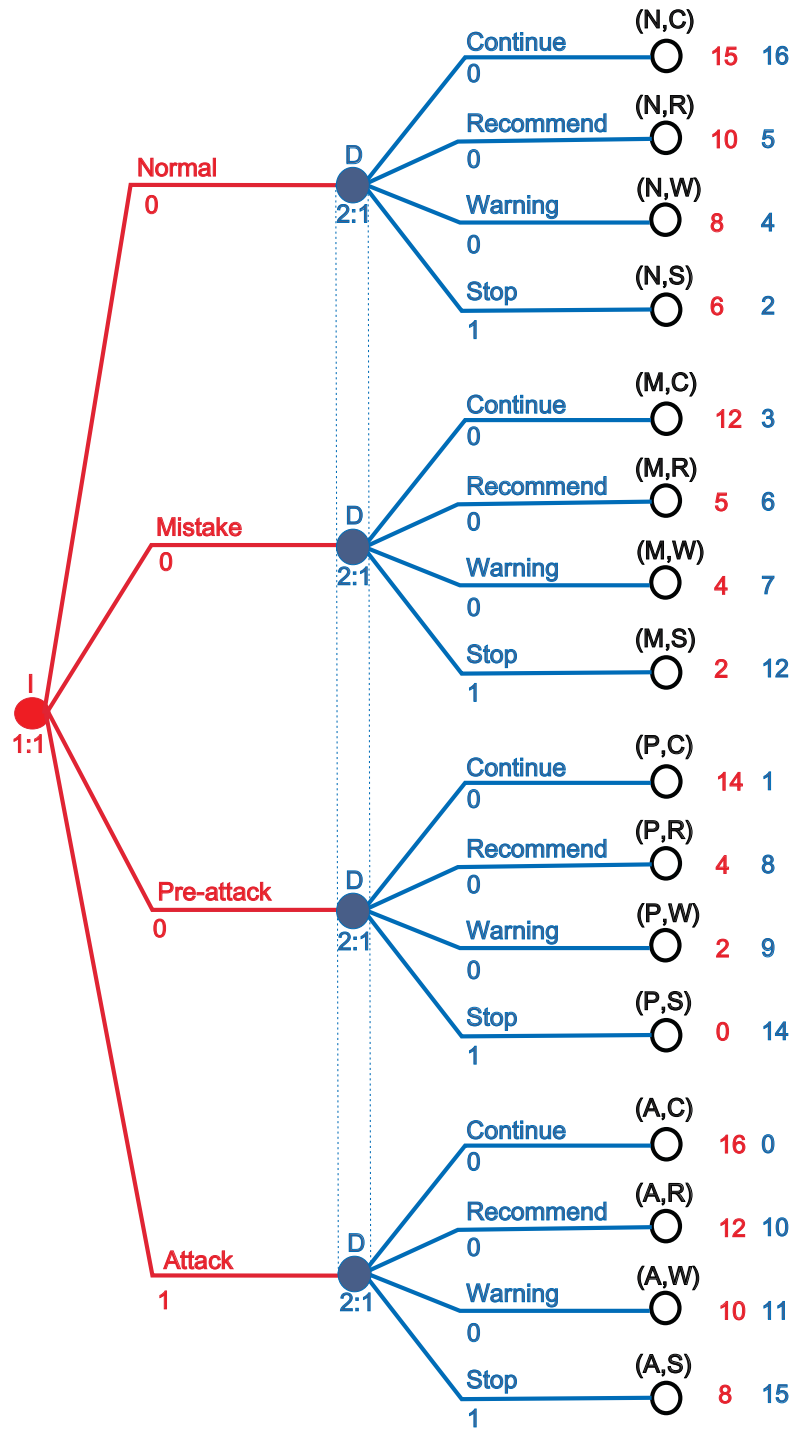 (N,C)
Continue
0
15 16
(N,R)
Recommend
0
10 5
Normal
0
D
2:1
(N,W)
Warning
0
8 4
(N,S)
Stop
1
6 2
(M,C)
Continue
0
12 3
(M,R)
Recommend
0
5 6
Mistake
0
D
2:1
(M,W)
Warning
0
4 7
(M,S)
Stop
1
2 12
I
1:1
(P,C)
Continue
0
14 1
(P,R)
Recommend
0
4 8
Pre-attack
0
D
2:1
(P,W)
Warning
0
2 9
(P,S)
Stop
1
0 14
(A,C)
Continue
0
16 0
(A,R)
Recommend
0
12 10
Attack
1
D
2:1
(A,W)
Warning
0
10 11
(A,S)
Stop
1
8 15